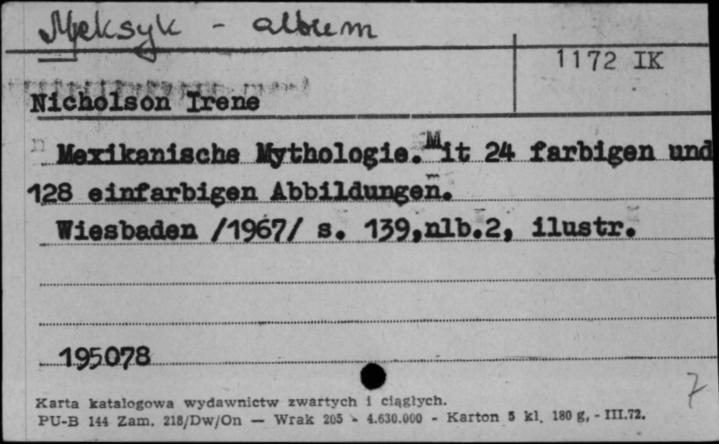 Meksyk - album
1172 IK
Nicholson Irene
Mexikanische Mythologie. Mit 24 farbigen und
128 einfarbigen Abbildungen.
Wiesbaden /1967/ s. 139,nlb.2, ilustr.
195078
7
Karta katalogowa wydawnictw zwartych i ciągłych.
PU-B 144 Zam. 218/Dw/On — Wrak 205 - 4.630.000 - Karton 5 kl. 180 g, - III.72.